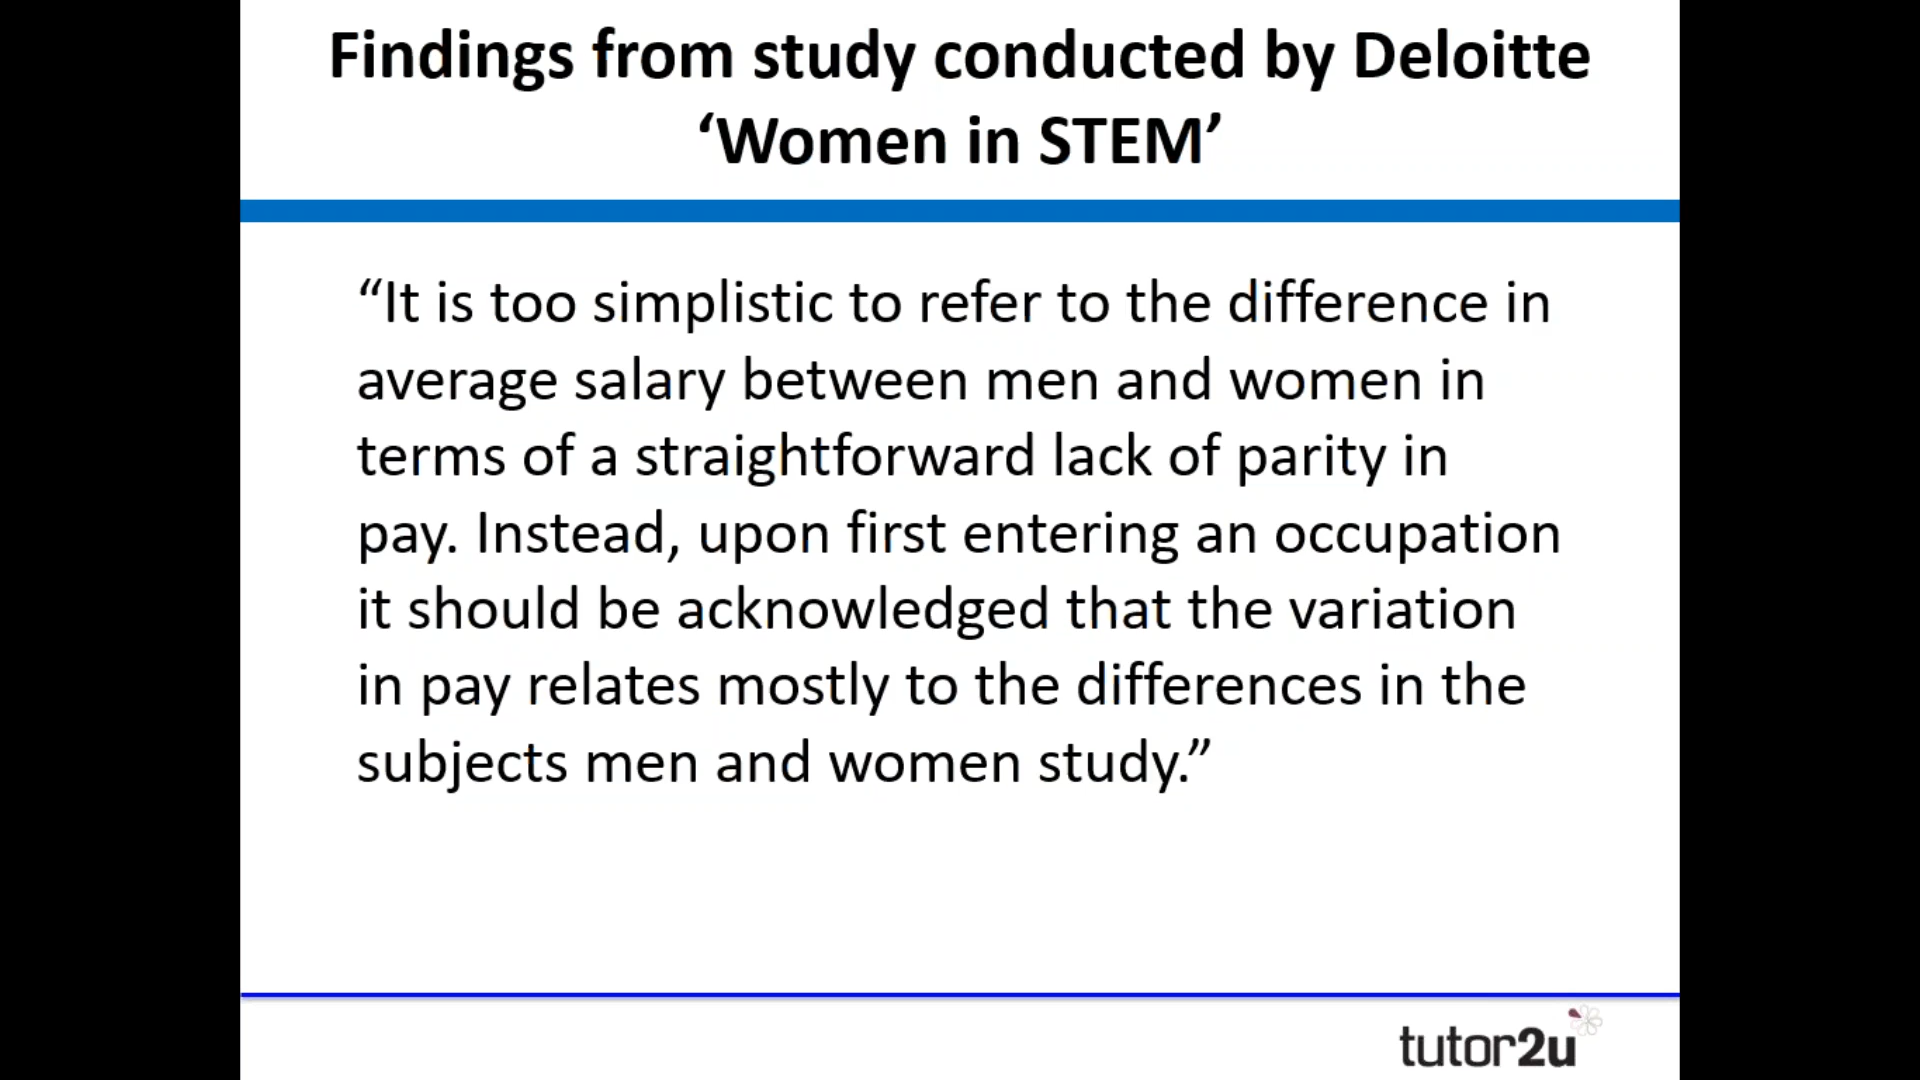 Findings from study conducted by Deloitte
‘Women in STEM’
“It is too simplistic to refer to the difference in
average salary between men and women in
terms of a straightforward lack of parity in
pay. Instead, upon first entering an occupation
it should be acknowledged that the variation
in pay relates mostly to the differences in the
subjects men and women study.”
tutor2u